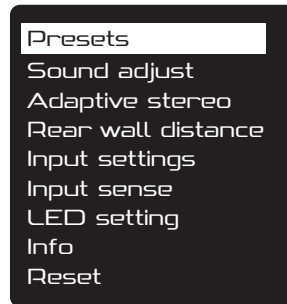 Presets
Sound adjust
Adaptive stereo
Rear wall distance
Input settings
Input sense
LED setting
Info
Reset